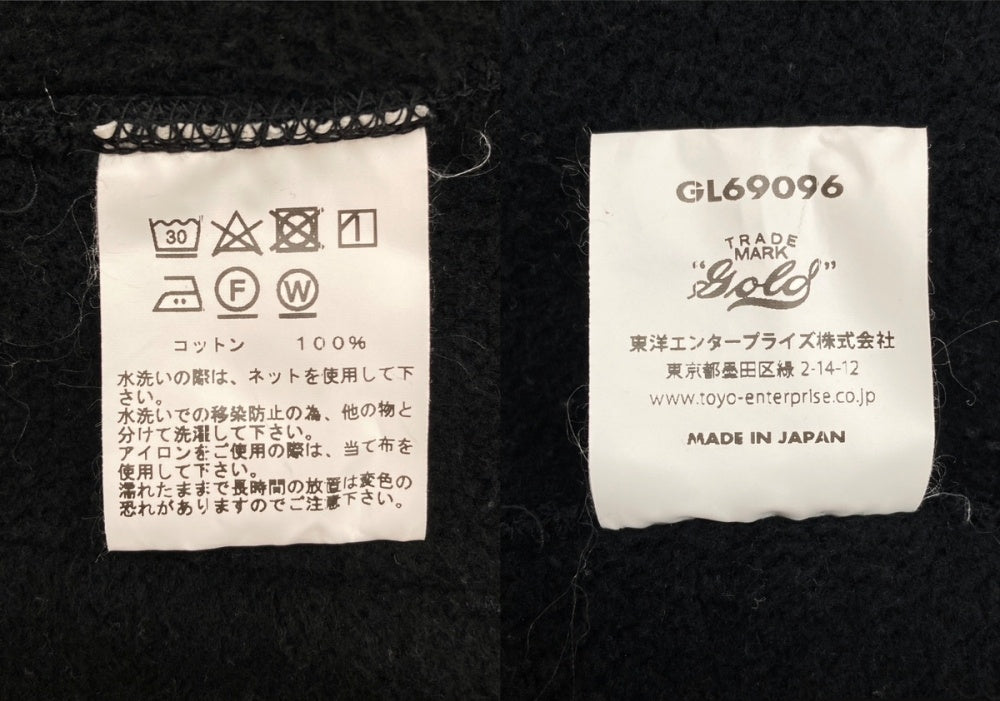 30
F W
コットン 100%
水洗いの際は、ネットを使用して下
さい。
水洗いでの移染防止の為、他の物と
分けて洗濯して下さい。
アイロンをご使用の際は、当て布を
使用して下さい。
濡れたままで長時間の放置は変色の
恐れがありますのでご注意下さい。
GL69096
TRADE
MARK
"Gold"
東洋エンタープライズ株式会社
東京都墨田区緑 2-14-12
www.toyo-enterprise.co.jp
MADE IN JAPAN